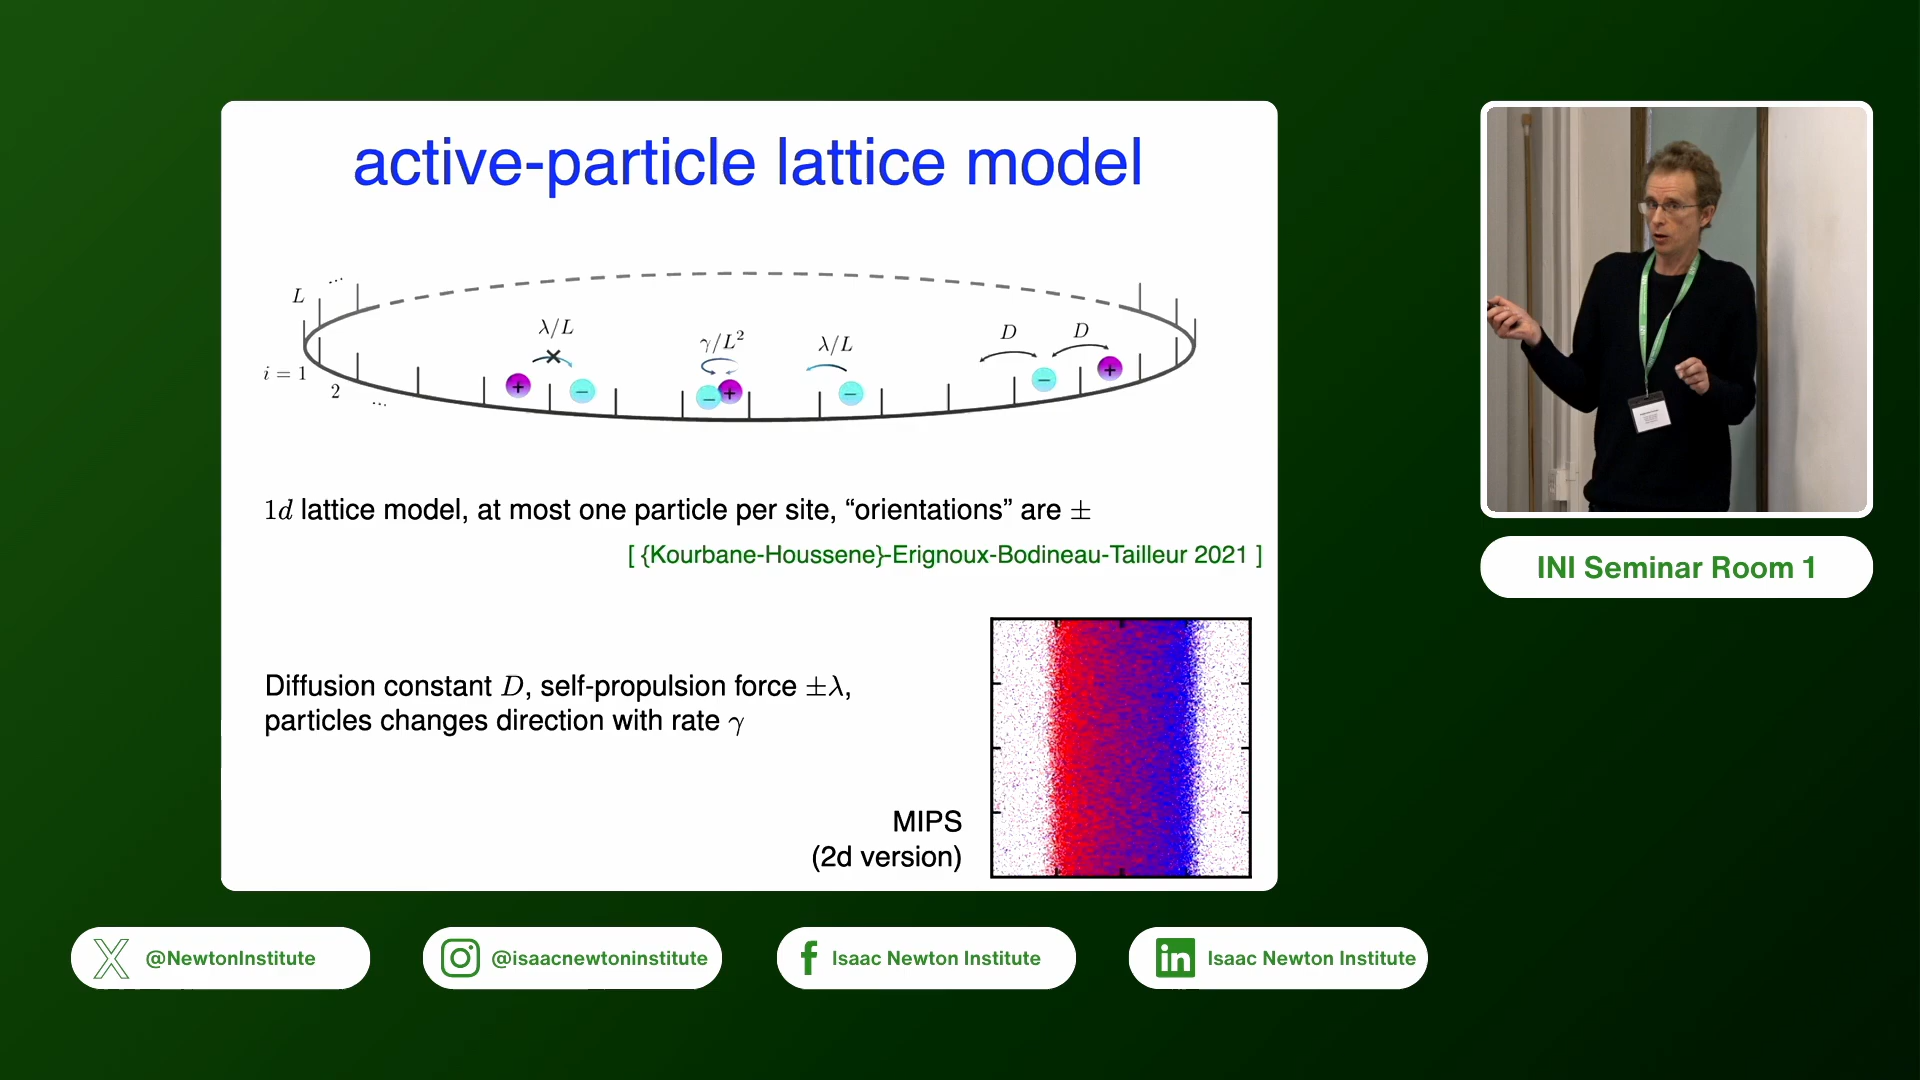 active-particle lattice model
...
L
λ/L
γ/L²
λ/L
D
D
i = 1
2
...
+
−
−
+
−
−
+
1d lattice model, at most one particle per site, “orientations” are ±
[ {Kourbane-Houssene}-Erignoux-Bodineau-Tailleur 2021 ]
Diffusion constant D, self-propulsion force ±λ,
particles changes direction with rate γ
MIPS
(2d version)
INI Seminar Room 1
@NewtonInstitute
@isaacnewtoninstitute
Isaac Newton Institute
in
Isaac Newton Institute